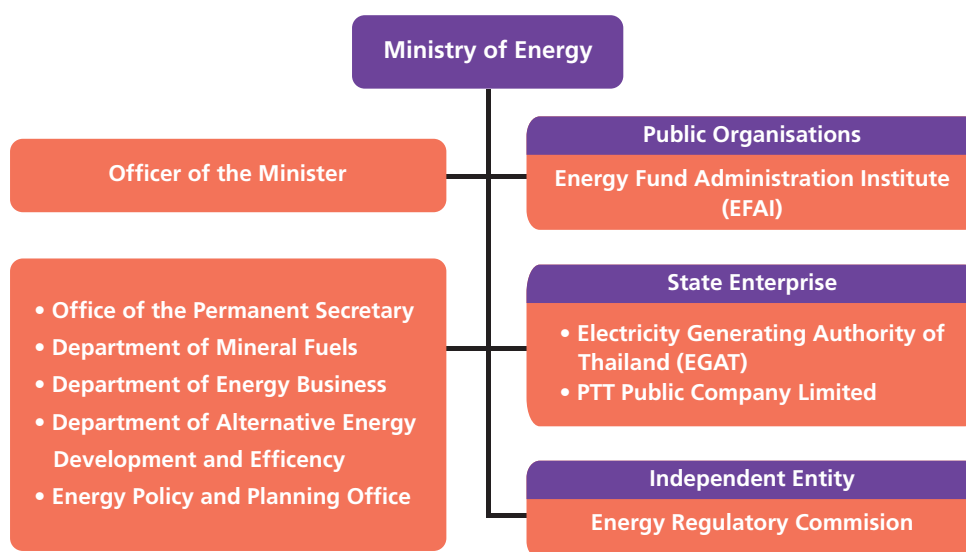 Ministry of Energy
Officer of the Minister
• Office of the Permanent Secretary
• Department of Mineral Fuels
• Department of Energy Business
• Department of Alternative Energy
Development and Efficency
• Energy Policy and Planning Office
Public Organisations
Energy Fund Administration Institute
(EFAI)
State Enterprise
• Electricity Generating Authority of
Thailand (EGAT)
• PTT Public Company Limited
Independent Entity
Energy Regulatory Commision